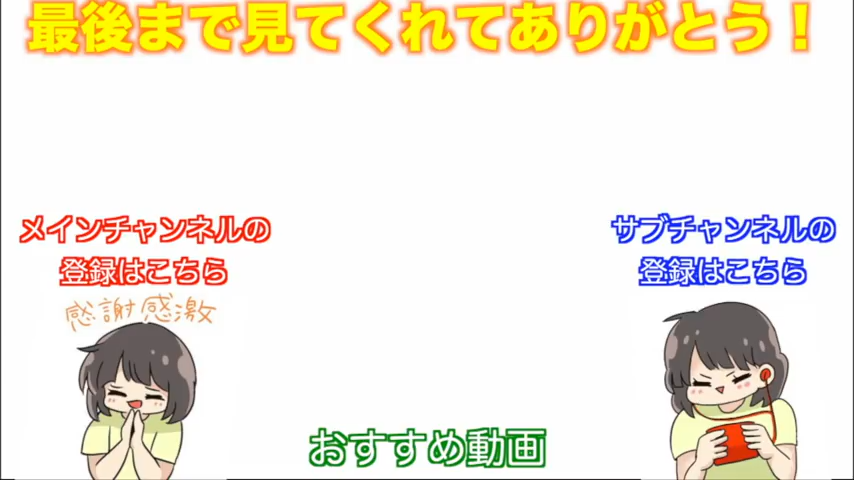 最後まで見てくれてありがとう！
メインチャンネルの
登録はこちら
サブチャンネルの
登録はこちら
感謝感激
おすすめ動画